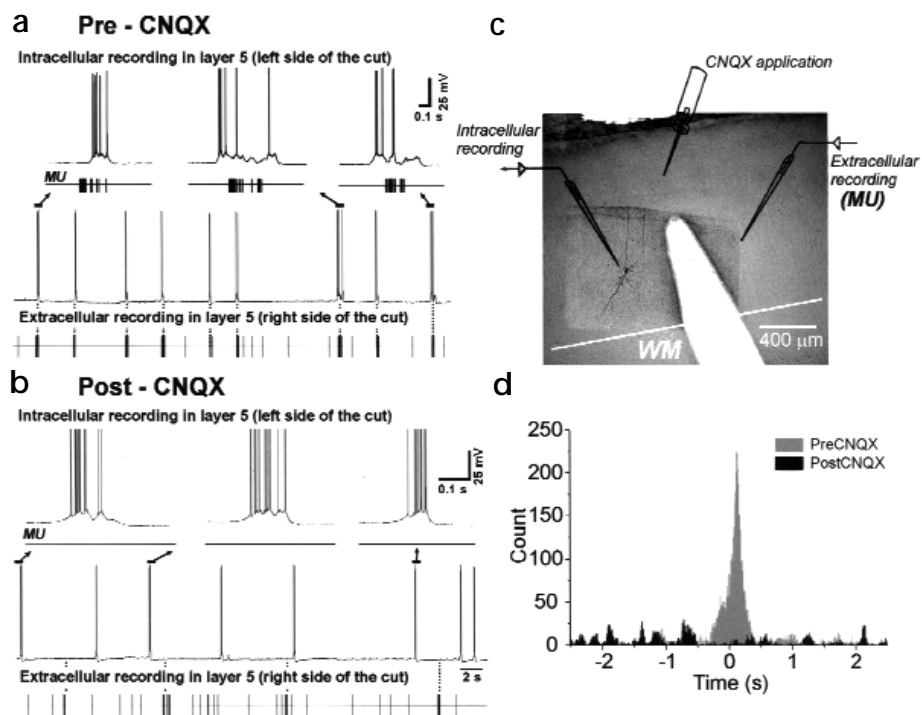 a
Pre - CNQX
Intracellular recording in layer 5 (left side of the cut)
0.1 s
25 mV
MU
Extracellular recording in layer 5 (right side of the cut)
b
Post - CNQX
Intracellular recording in layer 5 (left side of the cut)
0.1 s
25 mV
MU
Extracellular recording in layer 5 (right side of the cut)
2 s
c
CNQX application
Intracellular
recording
Extracellular
recording
(MU)
WM
400 µm
d
250
200
150
100
50
0
Count
PreCNQX
PostCNQX
-2
-1
0
1
2
Time (s)